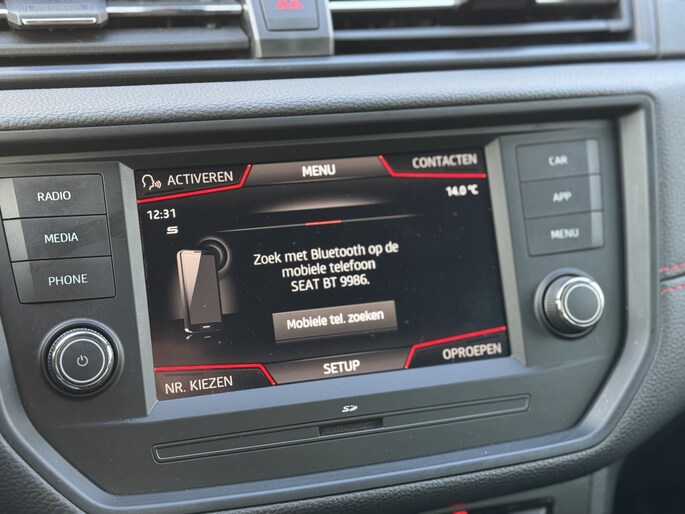 ACTIVEREN
MENU
CONTACTEN
CAR
RADIO
12:31
14.0 °C
APP
MEDIA
Zoek met Bluetooth op de
mobiele telefoon
SEAT BT 9986.
MENU
PHONE
Mobiele tel. zoeken
NR. KIEZEN
SETUP
OPROEPEN
SD